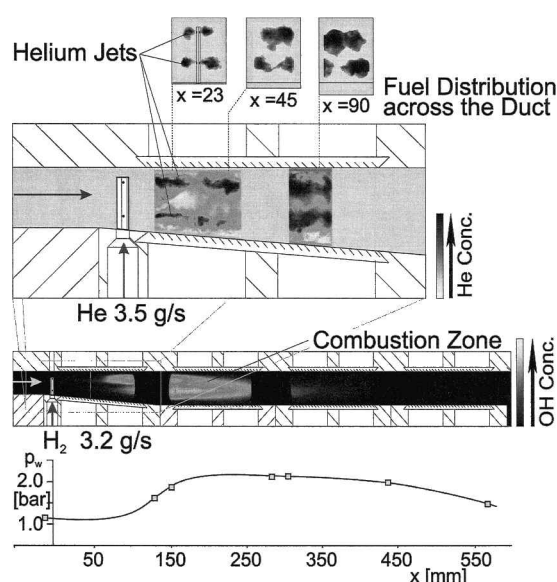 Helium Jets
x =23
x =45
x =90
Fuel Distribution
across the Duct
He Conc.
He 3.5 g/s
Combustion Zone
OH Conc.
H₂ 3.2 g/s
p_w
[bar]
2.0
1.0
50
150
250
350
450
550
x [mm]